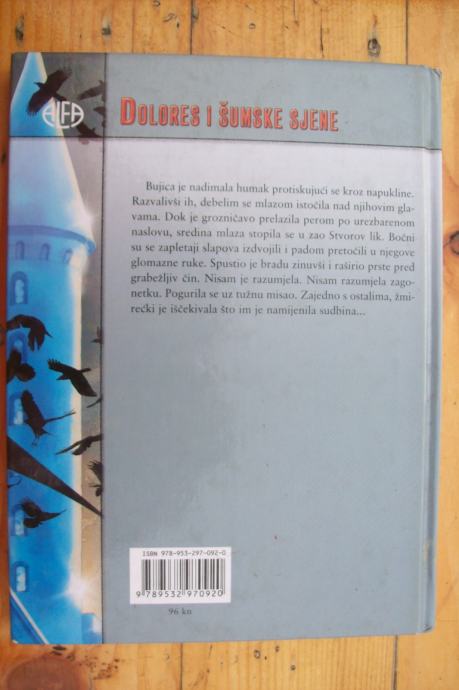 ALFA
DOLORES I ŠUMSKE SJENE
Bujica je nadimala humak protiskujući se kroz napukline.
Razvalivši ih, debelim se mlazom istočila nad njihovim gla-
vama. Dok je grozničavo prelazila perom po urezbarenom
naslovu, sredina mlaza stopila se u zao Stvorov lik. Bočni
su se zapletaji slapova izdvojili i padom pretočili u njegove
glomazne ruke. Spustio je bradu zinuvši i raširio prste pred
grabežljiv čin. Nisam je razumjela. Nisam razumjela zago-
netku. Pogurila se uz tužnu misao. Zajedno s ostalima, žmi-
rećki je iščekivala što im je namijenila sudbina...
ISBN 978-953-297-092-0
9 789532 970920
96 kn